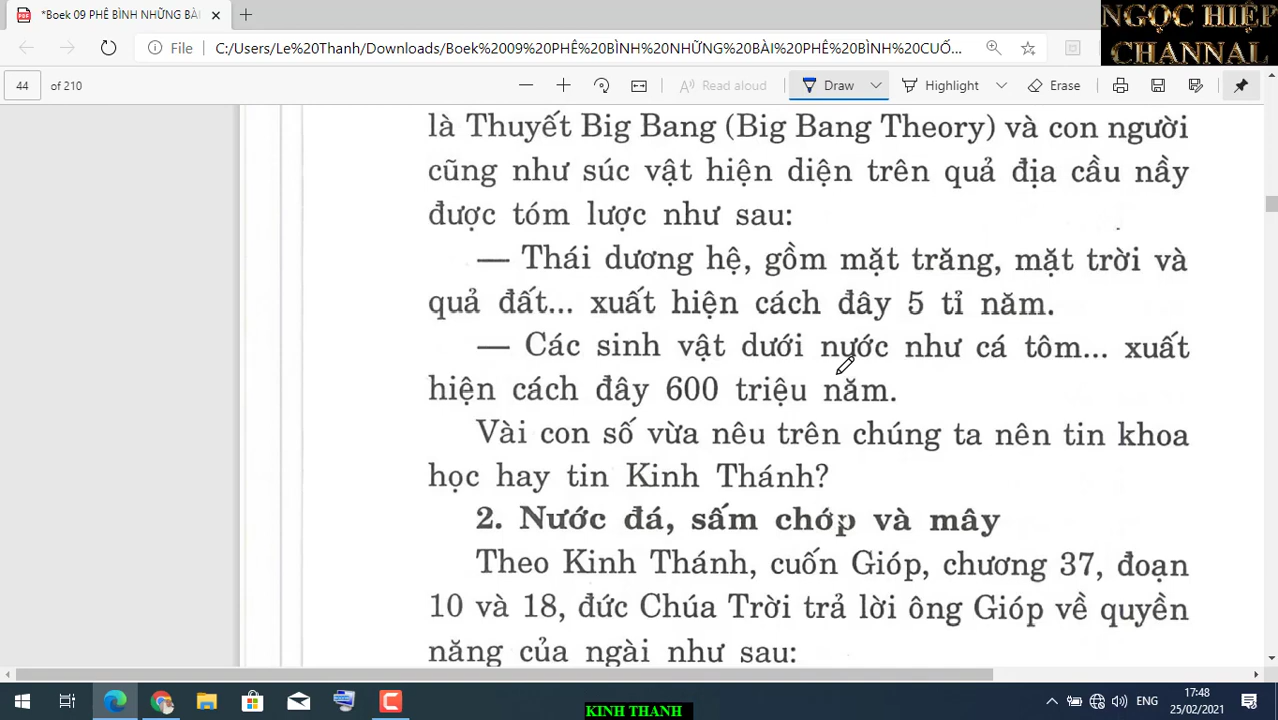 *Boek 09 PHÊ BÌNH NHỮNG BÀI
NGỌC HIỆP
CHANNAL
File
C:/Users/Le%20Thanh/Downloads/Boek%2009%20PHÊ%20BÌNH%20NHỮNG%20BÀI%20PHÊ%20BÌNH%20CUỐ...
44 of 210
Read aloud
Draw
Highlight
Erase
là Thuyết Big Bang (Big Bang Theory) và con người
cũng như súc vật hiện diện trên quả địa cầu nầy
được tóm lược như sau:
— Thái dương hệ, gồm mặt trăng, mặt trời và
quả đất... xuất hiện cách đây 5 tỉ năm.
— Các sinh vật dưới nước như cá tôm... xuất
hiện cách đây 600 triệu năm.
Vài con số vừa nêu trên chúng ta nên tin khoa
học hay tin Kinh Thánh?
2. Nước đá, sấm chớp và mây
Theo Kinh Thánh, cuốn Gióp, chương 37, đoạn
10 và 18, đức Chúa Trời trả lời ông Gióp về quyền
năng của ngài như sau:
ENG
17:48
25/02/2021
KINH THANH